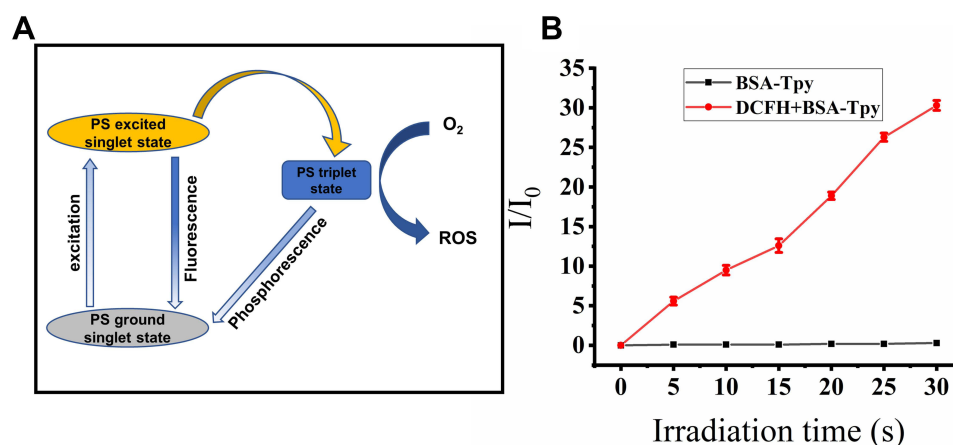 A
PS excited
singlet state
O₂
PS triplet
state
excitation
Fluorescence
Phosphorescence
ROS
PS ground
singlet state
B
BSA-Tpy
DCFH+BSA-Tpy
I/I₀
35
30
25
20
15
10
5
0
0 5 10 15 20 25 30
Irradiation time (s)